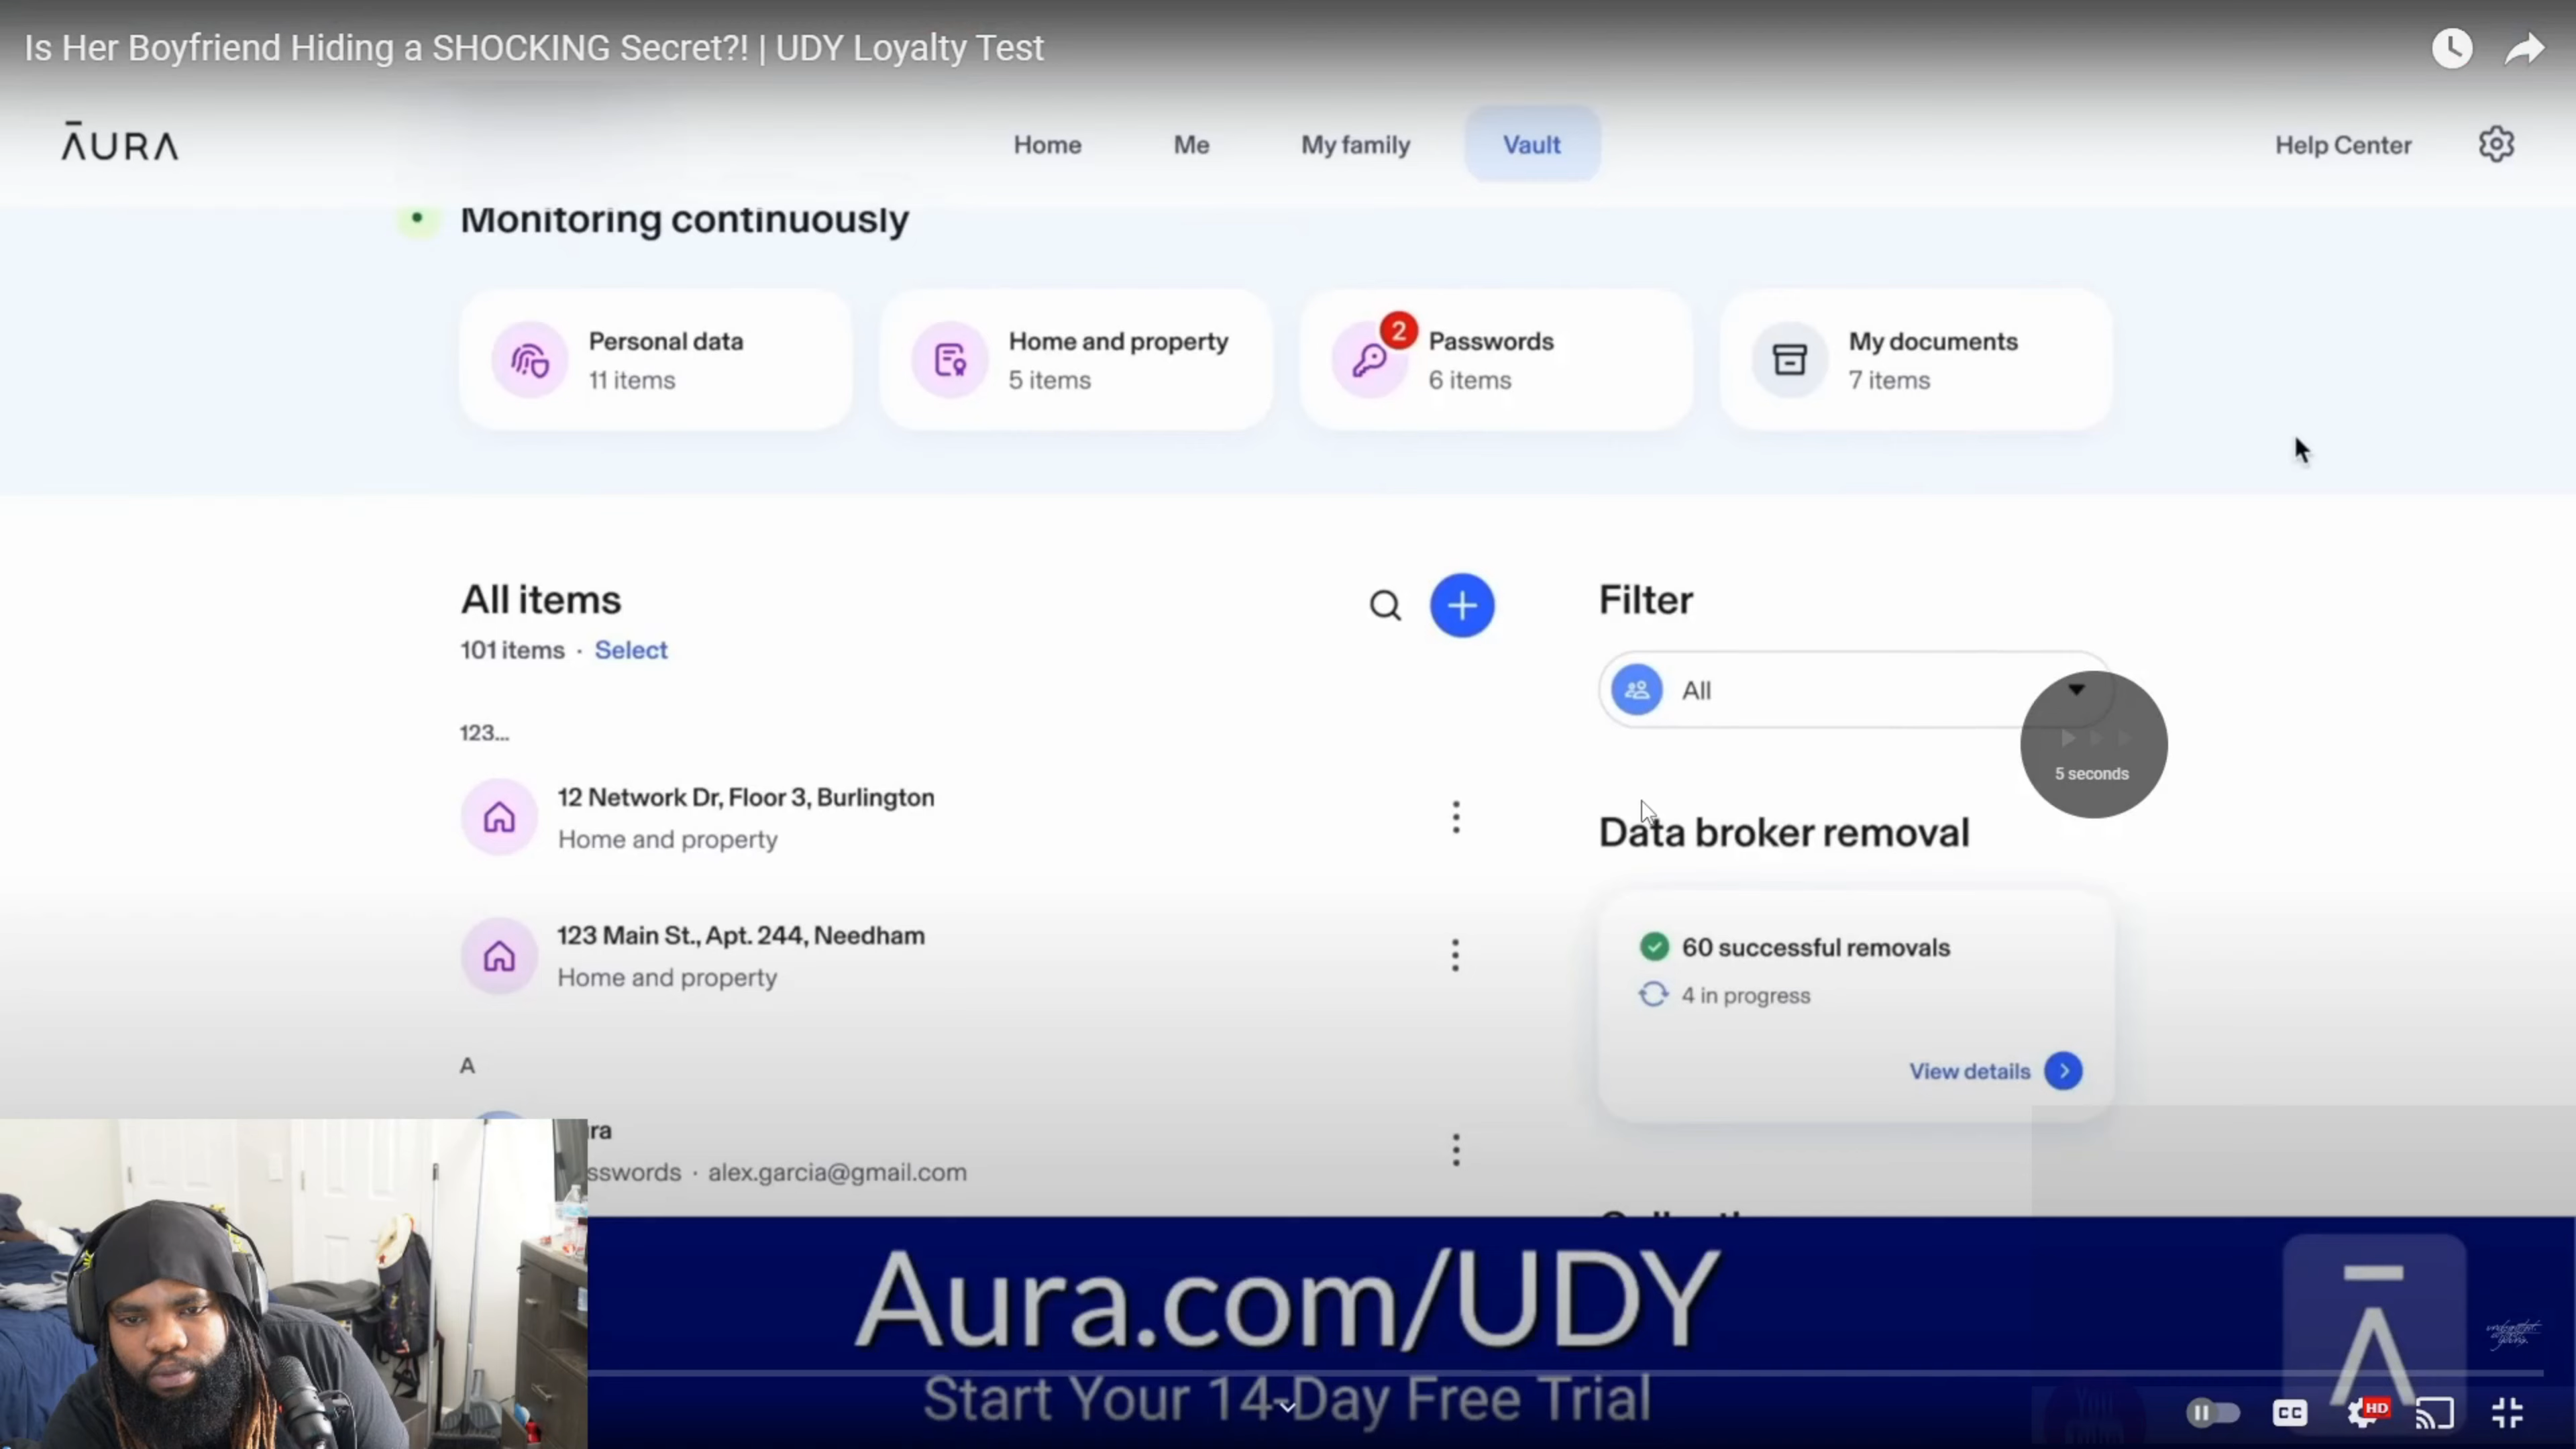 Is Her Boyfriend Hiding a SHOCKING Secret?! | UDY Loyalty Test
ĀURA
Home
Me
My family
Vault
Help Center
Monitoring continuously
Personal data
11 items
Home and property
5 items
2
Passwords
6 items
My documents
7 items
All items
101 items · Select
Filter
All
5 seconds
123...
12 Network Dr, Floor 3, Burlington
Home and property
Data broker removal
123 Main St., Apt. 244, Needham
Home and property
60 successful removals
4 in progress
View details
A
ra
sswords · alex.garcia@gmail.com
Aura.com/UDY
Start Your 14-Day Free Trial
Ā
CC
HD